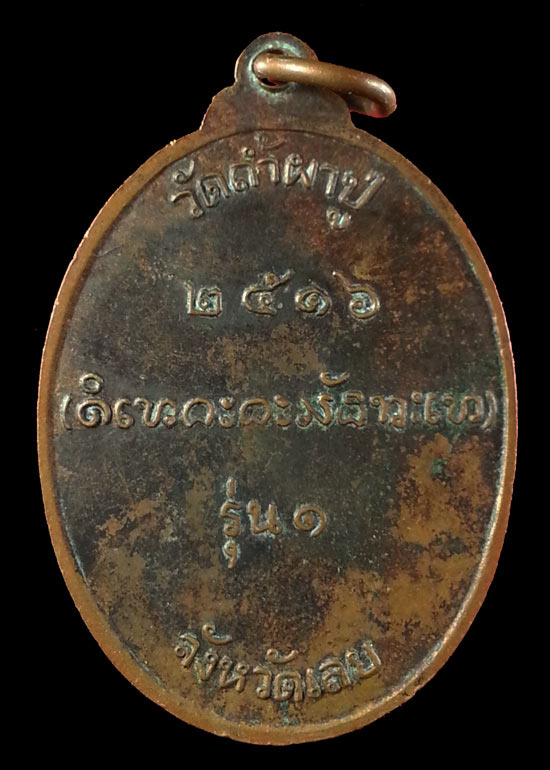 วัดถ้ำผาปู่
๒๕๑๖
รุ่น ๑
จังหวัดเลย